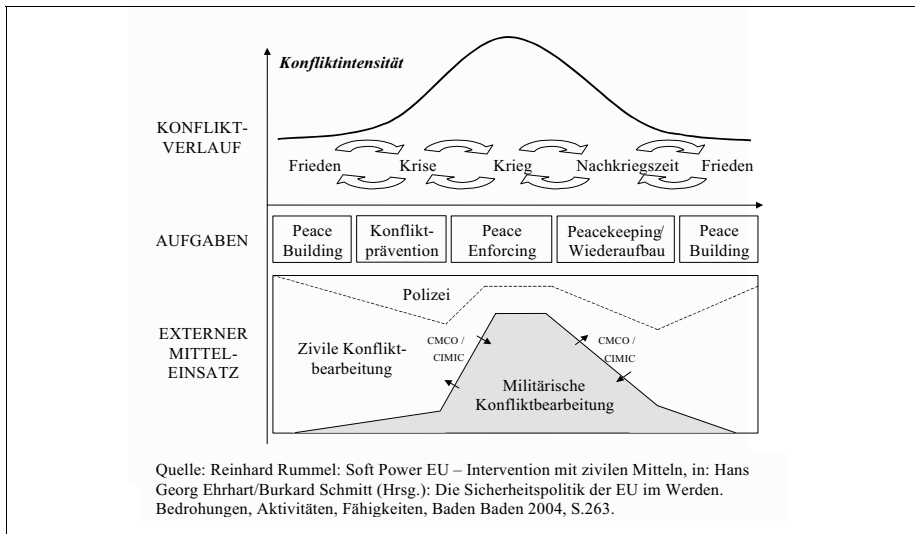 Konfliktintensität
KONFLIKT-
VERLAUF
Frieden Krise Krieg Nachkriegszeit Frieden
AUFGABEN
Peace
Building
Konflikt-
prävention
Peace
Enforcing
Peacekeeping/
Wiederaufbau
Peace
Building
EXTERNER
MITTEL-
EINSATZ
Polizei
Zivile Konflikt-
bearbeitung
CMCO /
CIMIC
CMCO /
CIMIC
Militärische
Konfliktbearbeitung
Quelle: Reinhard Rummel: Soft Power EU – Intervention mit zivilen Mitteln, in: Hans
Georg Ehrhart/Burkard Schmitt (Hrsg.): Die Sicherheitspolitik der EU im Werden.
Bedrohungen, Aktivitäten, Fähigkeiten, Baden Baden 2004, S.263.